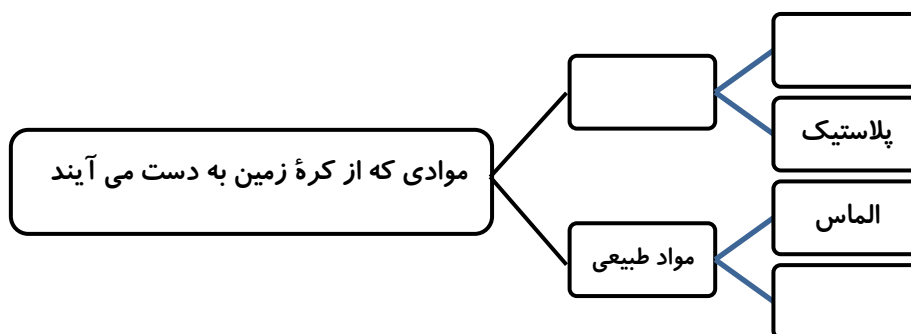 موادی که از کرهٔ زمین به دست می آیند
پلاستیک
مواد طبیعی
الماس